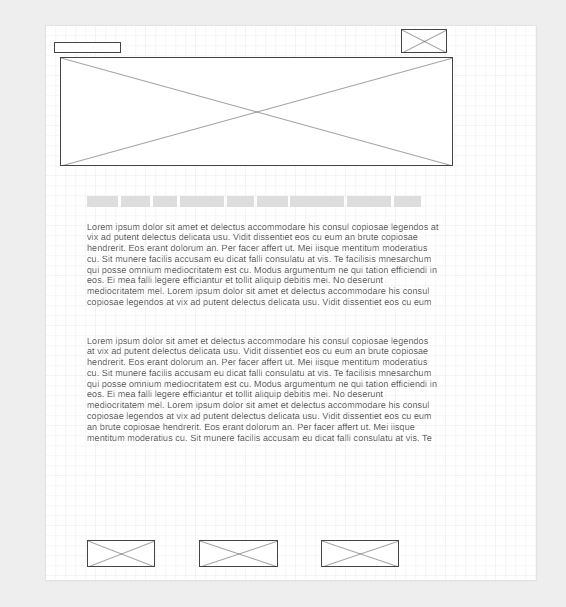 Lorem ipsum dolor sit amet et delectus accommodare his consul copiosae legendos at
vix ad putent delectus delicata usu. Vidit dissentiet eos cu eum an brute copiosae
hendrerit. Eos erant dolorum an. Per facer affert ut. Mei iisque mentitum moderatius
cu. Sit munere facilis accusam eu dicat falli consulatu at vis. Te facilisis mnesarchum
qui posse omnium mediocritatem est cu. Modus argumentum ne qui tation efficiendi in
eos. Ei mea falli legere efficiantur et tollit aliquip debitis mei. No deserunt
mediocritatem mel. Lorem ipsum dolor sit amet et delectus accommodare his consul
copiosae legendos at vix ad putent delectus delicata usu. Vidit dissentiet eos cu eum
Lorem ipsum dolor sit amet et delectus accommodare his consul copiosae legendos
at vix ad putent delectus delicata usu. Vidit dissentiet eos cu eum an brute copiosae
hendrerit. Eos erant dolorum an. Per facer affert ut. Mei iisque mentitum moderatius
cu. Sit munere facilis accusam eu dicat falli consulatu at vis. Te facilisis mnesarchum
qui posse omnium mediocritatem est cu. Modus argumentum ne qui tation efficiendi in
eos. Ei mea falli legere efficiantur et tollit aliquip debitis mei. No deserunt
mediocritatem mel. Lorem ipsum dolor sit amet et delectus accommodare his consul
copiosae legendos at vix ad putent delectus delicata usu. Vidit dissentiet eos cu eum
an brute copiosae hendrerit. Eos erant dolorum an. Per facer affert ut. Mei iisque
mentitum moderatius cu. Sit munere facilis accusam eu dicat falli consulatu at vis. Te